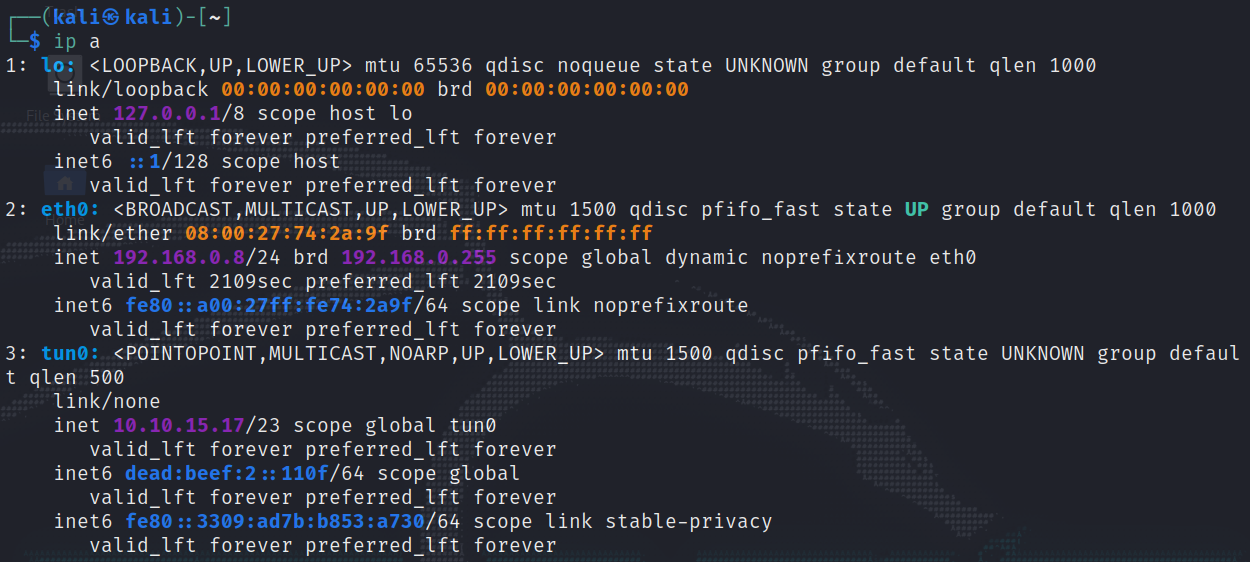 ┌──(kali㉿kali)-[~]
└─$ ip a
1: lo: <LOOPBACK,UP,LOWER_UP> mtu 65536 qdisc noqueue state UNKNOWN group default qlen 1000
    link/loopback 00:00:00:00:00:00 brd 00:00:00:00:00:00
    inet 127.0.0.1/8 scope host lo
       valid_lft forever preferred_lft forever
    inet6 ::1/128 scope host
       valid_lft forever preferred_lft forever
2: eth0: <BROADCAST,MULTICAST,UP,LOWER_UP> mtu 1500 qdisc pfifo_fast state UP group default qlen 1000
    link/ether 08:00:27:74:2a:9f brd ff:ff:ff:ff:ff:ff
    inet 192.168.0.8/24 brd 192.168.0.255 scope global dynamic noprefixroute eth0
       valid_lft 2109sec preferred_lft 2109sec
    inet6 fe80::a00:27ff:fe74:2a9f/64 scope link noprefixroute
       valid_lft forever preferred_lft forever
3: tun0: <POINTOPOINT,MULTICAST,NOARP,UP,LOWER_UP> mtu 1500 qdisc pfifo_fast state UNKNOWN group defaul
t qlen 500
    link/none
    inet 10.10.15.17/23 scope global tun0
       valid_lft forever preferred_lft forever
    inet6 dead:beef:2::110f/64 scope global
       valid_lft forever preferred_lft forever
    inet6 fe80::3309:ad7b:b853:a730/64 scope link stable-privacy
       valid_lft forever preferred_lft forever